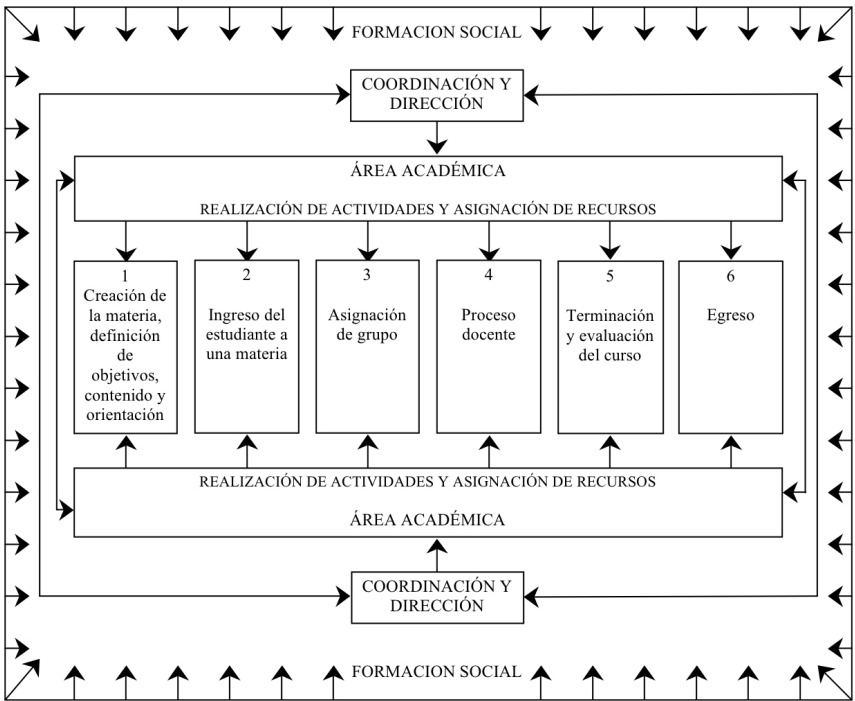 FORMACION SOCIAL
COORDINACIÓN Y
DIRECCIÓN
ÁREA ACADÉMICA
REALIZACIÓN DE ACTIVIDADES Y ASIGNACIÓN DE RECURSOS
1
Creación de
la materia,
definición
de
objetivos,
contenido y
orientación
2
Ingreso del
estudiante a
una materia
3
Asignación
de grupo
4
Proceso
docente
5
Terminación
y evaluación
del curso
6
Egreso
REALIZACIÓN DE ACTIVIDADES Y ASIGNACIÓN DE RECURSOS
ÁREA ACADÉMICA
COORDINACIÓN Y
DIRECCIÓN
FORMACION SOCIAL